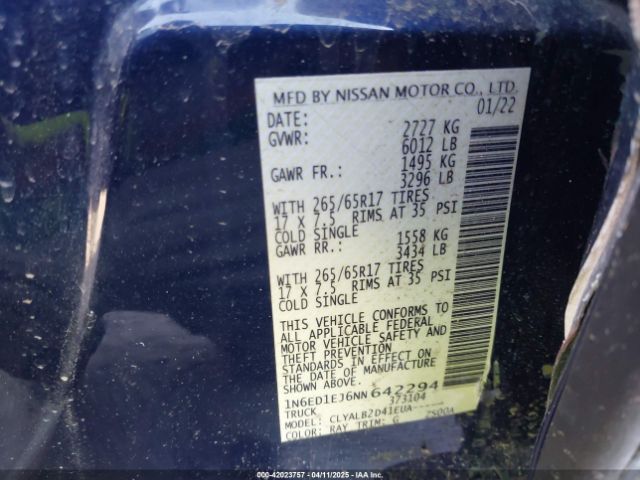 MFD BY NISSAN MOTOR CO., LTD.
DATE: 01/22
GVWR: 2727 KG
6012 LB
GAWR FR.: 1495 KG
3296 LB
WITH 265/65R17 TIRES
17 X 7.5 RIMS AT 35 PSI
COLD SINGLE
GAWR RR.: 1558 KG
3434 LB
WITH 265/65R17 TIRES
17 X 7.5 RIMS AT 35 PSI
COLD SINGLE
THIS VEHICLE CONFORMS TO
ALL APPLICABLE FEDERAL
MOTOR VEHICLE SAFETY AND
THEFT PREVENTION
STANDARDS IN EFFECT ON
THE DATE OF MANUFACTURE
SHOWN ABOVE.
1N6ED1EJ6NN642294
TRUCK 373104
MODEL: CLYALB2D41EUA-----
COLOR: RAY TRIM: G 2S00A
000-42023757 - 04/11/2025 - IAA Inc.